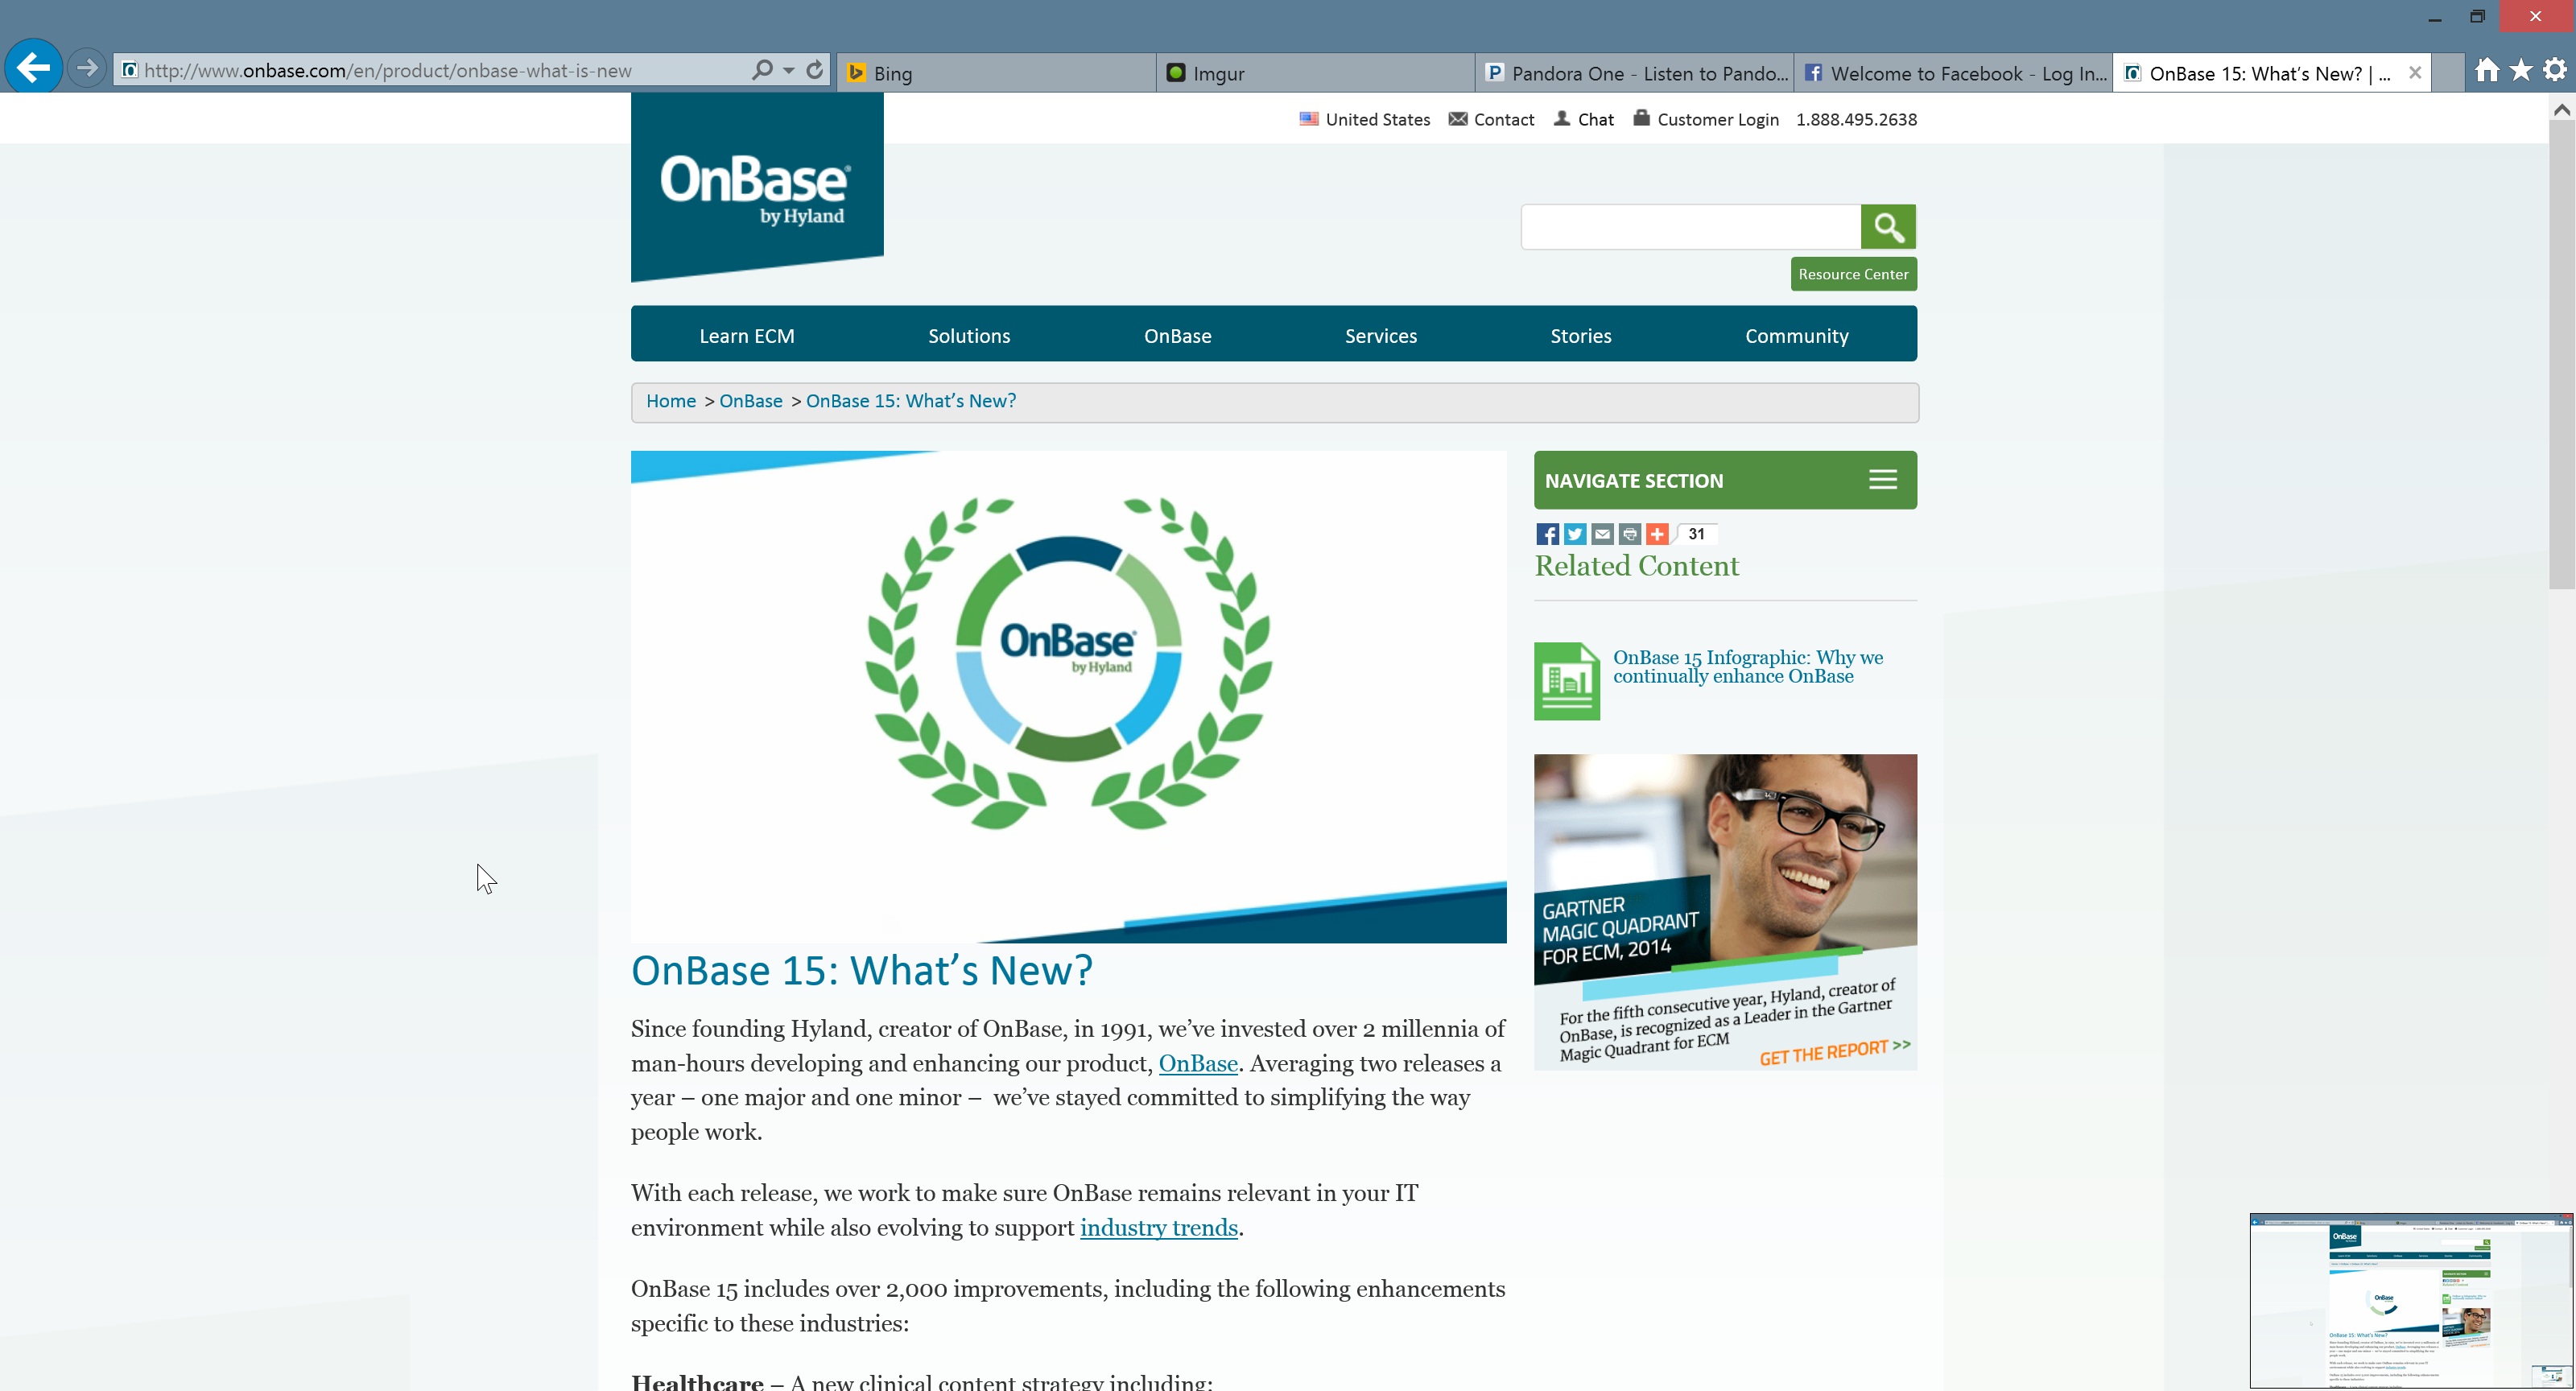 http://www.onbase.com/en/product/onbase-what-is-new
Bing
Imgur
Pandora One - Listen to Pando...
Welcome to Facebook - Log In...
OnBase 15: What's New? | ...
United States
Contact
Chat
Customer Login
1.888.495.2638
OnBase®
by Hyland
Resource Center
Learn ECM
Solutions
OnBase
Services
Stories
Community
Home > OnBase > OnBase 15: What's New?
OnBase®
by Hyland
NAVIGATE SECTION
31
Related Content
OnBase 15 Infographic: Why we
continually enhance OnBase
GARTNER
MAGIC QUADRANT
FOR ECM, 2014
For the fifth consecutive year, Hyland, creator of
OnBase, is recognized as a Leader in the Gartner
Magic Quadrant for ECM
GET THE REPORT >>
OnBase 15: What's New?
Since founding Hyland, creator of OnBase, in 1991, we've invested over 2 millennia of
man-hours developing and enhancing our product, OnBase. Averaging two releases a
year – one major and one minor –  we've stayed committed to simplifying the way
people work.
With each release, we work to make sure OnBase remains relevant in your IT
environment while also evolving to support industry trends.
OnBase 15 includes over 2,000 improvements, including the following enhancements
specific to these industries:
Healthcare – A new clinical content strategy including: